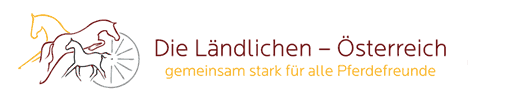 Die Ländlichen – Österreich
gemeinsam stark für alle Pferdefreunde